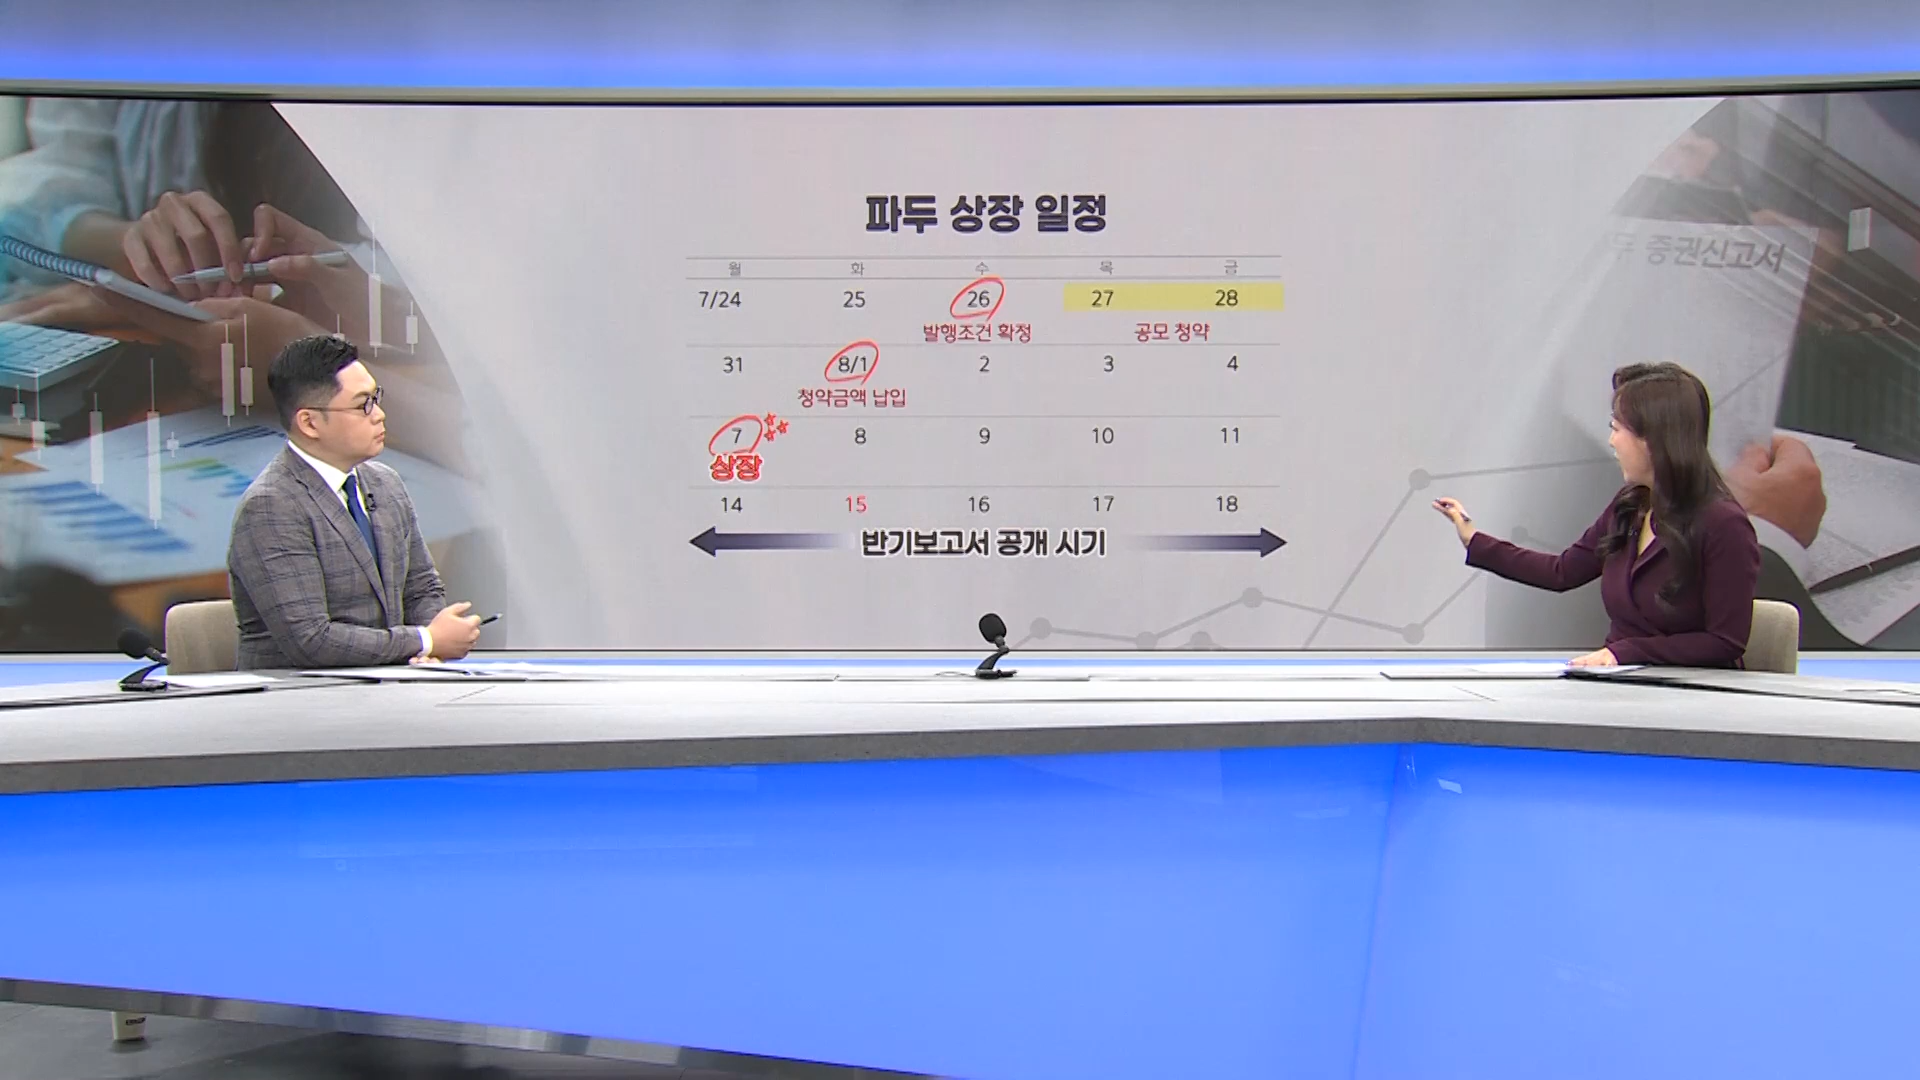 파두 상장 일정
월 화 수 목 금
7/24 25 26 27 28
발행조건 확정 공모 청약
31 8/1 2 3 4
청약금액 납입
7 8 9 10 11
상장
14 15 16 17 18
반기보고서 공개 시기
두 증권신고서